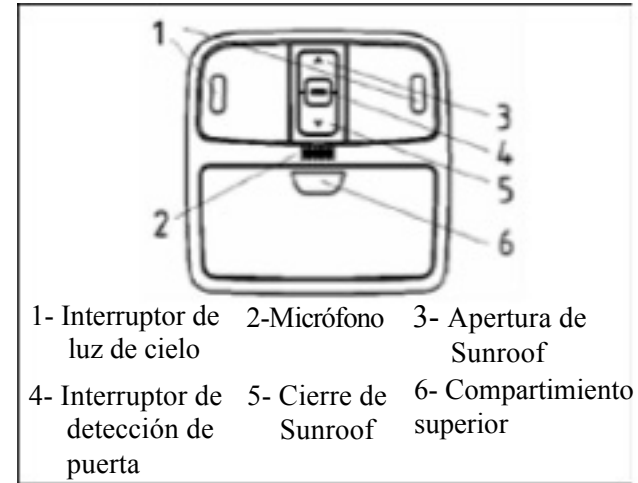 1
3
4
2
5
6
1- Interruptor de luz de cielo
2-Micrófono
3- Apertura de Sunroof
4- Interruptor de detección de puerta
5- Cierre de Sunroof
6- Compartimiento superior